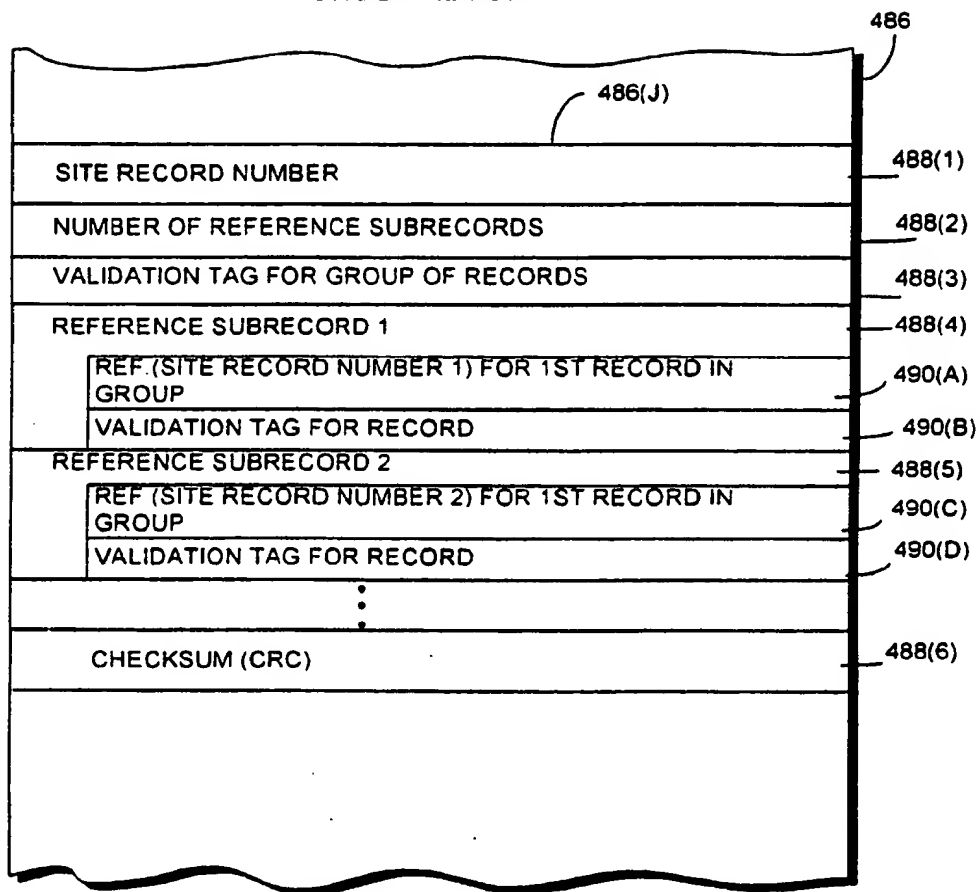 486
486(J)
SITE RECORD NUMBER 488(1)
NUMBER OF REFERENCE SUBRECORDS 488(2)
VALIDATION TAG FOR GROUP OF RECORDS 488(3)
REFERENCE SUBRECORD 1 488(4)
REF.(SITE RECORD NUMBER 1) FOR 1ST RECORD IN
GROUP 490(A)
VALIDATION TAG FOR RECORD 490(B)
REFERENCE SUBRECORD 2 488(5)
REF (SITE RECORD NUMBER 2) FOR 1ST RECORD IN
GROUP 490(C)
VALIDATION TAG FOR RECORD 490(D)
CHECKSUM (CRC) 488(6)